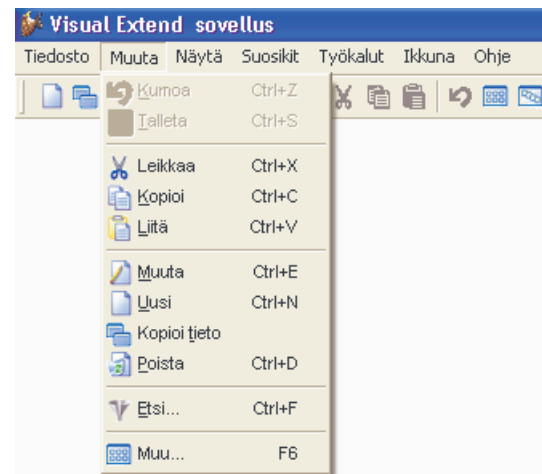 Visual Extend sovellus
Tiedosto Muuta Näytä Suosikit Työkalut Ikkuna Ohje
Kumoa Ctrl+Z
Talleta Ctrl+S
Leikkaa Ctrl+X
Kopioi Ctrl+C
Liitä Ctrl+V
Muuta Ctrl+E
Uusi Ctrl+N
Kopioi tieto
Poista Ctrl+D
Etsi... Ctrl+F
Muu... F6